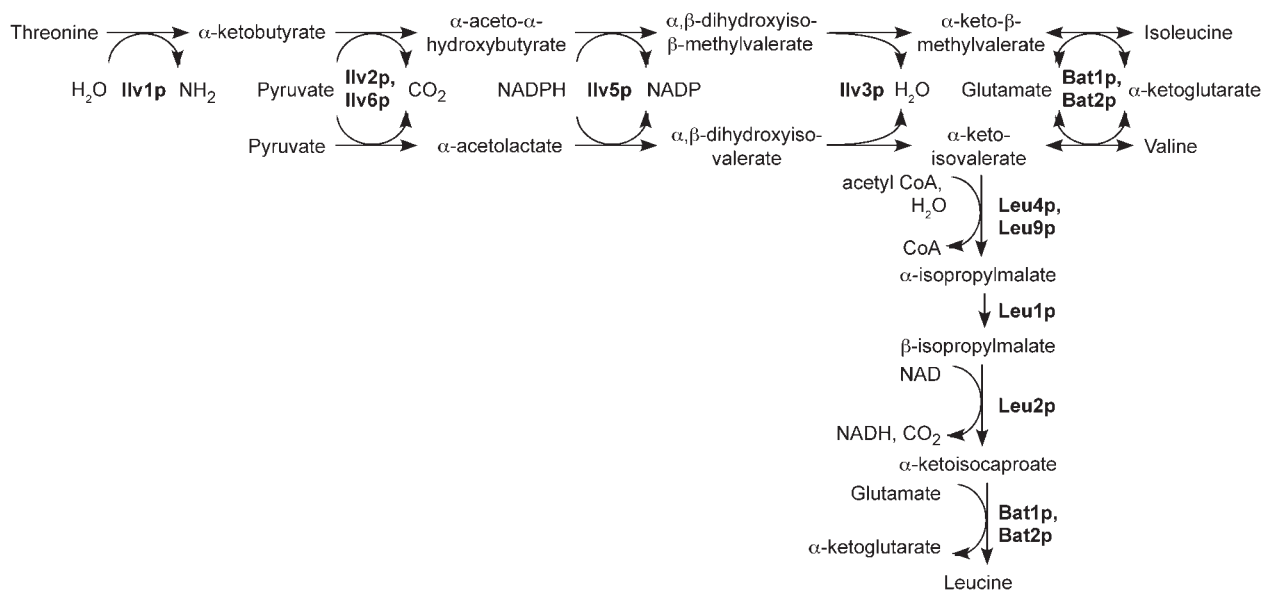 α-aceto-α-
α,β-dihydroxyiso-
α-keto-β-
Threonine
α-ketobutyrate
hydroxybutyrate
β-methylvalerate
methylvalerate
Isoleucine
H₂O
Ilv1p
NH₂
Pyruvate
Ilv2p,
Ilv6p
CO₂
NADPH
Ilv5p
NADP
Ilv3p
H₂O
Glutamate
Bat1p,
Bat2p
α-ketoglutarate
Pyruvate
α-acetolactate
α,β-dihydroxyiso-
valerate
α-keto-
isovalerate
Valine
acetyl CoA,
H₂O
Leu4p,
Leu9p
CoA
α-isopropylmalate
Leu1p
β-isopropylmalate
NAD
Leu2p
NADH, CO₂
α-ketoisocaproate
Glutamate
Bat1p,
Bat2p
α-ketoglutarate
Leucine